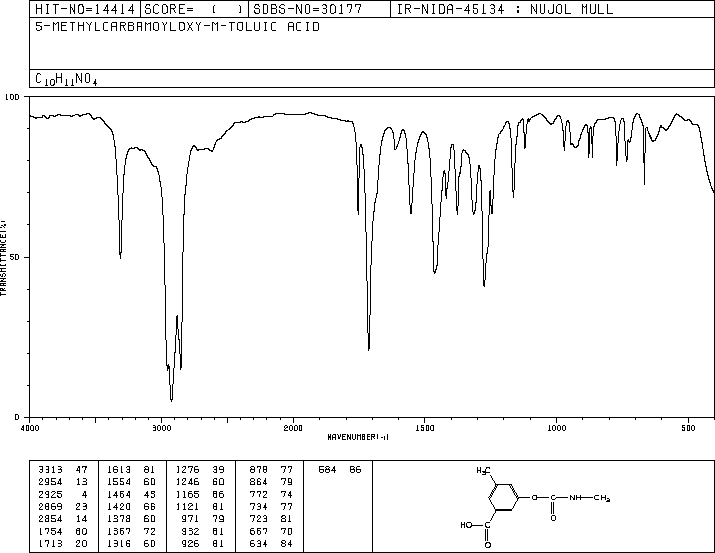 HIT-NO=14414 SCORE= ( ) SDBS-NO=30177 IR-NIDA-45134 : NUJOL MULL
5-METHYLCARBAMOYLOXY-M-TOLUIC ACID
C10H11NO4
100
50
0
TRANSMITTANCE(%)
4000 3000 2000 1500 1000 500
WAVENUMBER(-1)
3313 47 1613 81 1276 39 878 77 684 86
2954 13 1554 60 1246 60 864 79
2925 4 1464 43 1165 66 772 74
2869 29 1420 66 1121 81 734 77
2854 14 1378 60 971 79 723 81
1754 60 1367 72 932 81 667 70
1713 20 1316 60 926 81 634 84
H3C
O C NH CH3
O
HO C
O